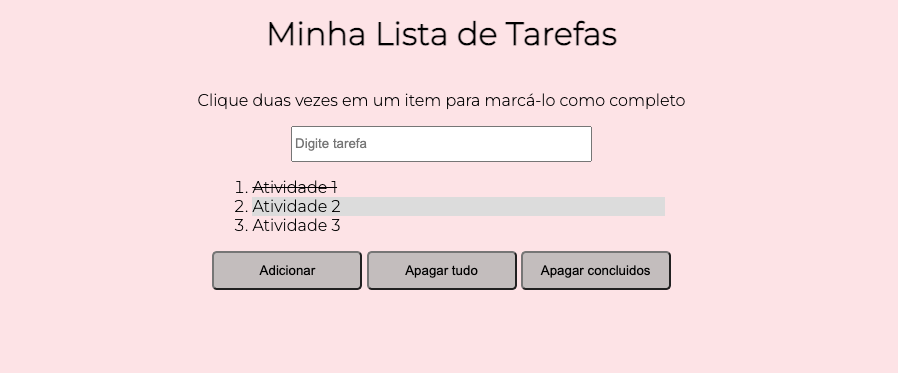 Minha Lista de Tarefas
Clique duas vezes em um item para marcá-lo como completo
Digite tarefa
1. Atividade 1
2. Atividade 2
3. Atividade 3
Adicionar Apagar tudo Apagar concluidos